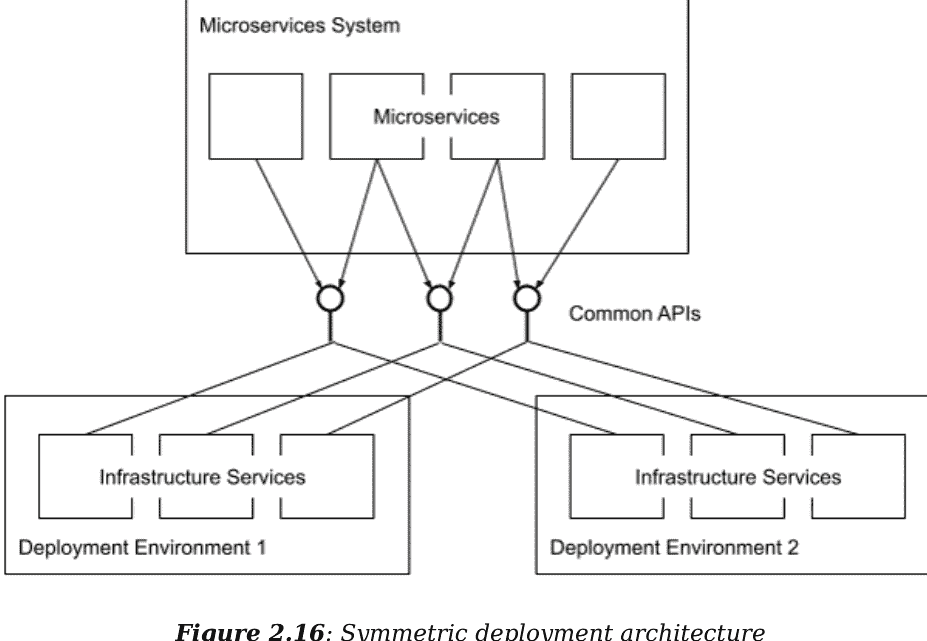 Microservices System
Microservices
Common APIs
Infrastructure Services
Deployment Environment 1
Infrastructure Services
Deployment Environment 2
Figure 2.16: Symmetric deployment architecture